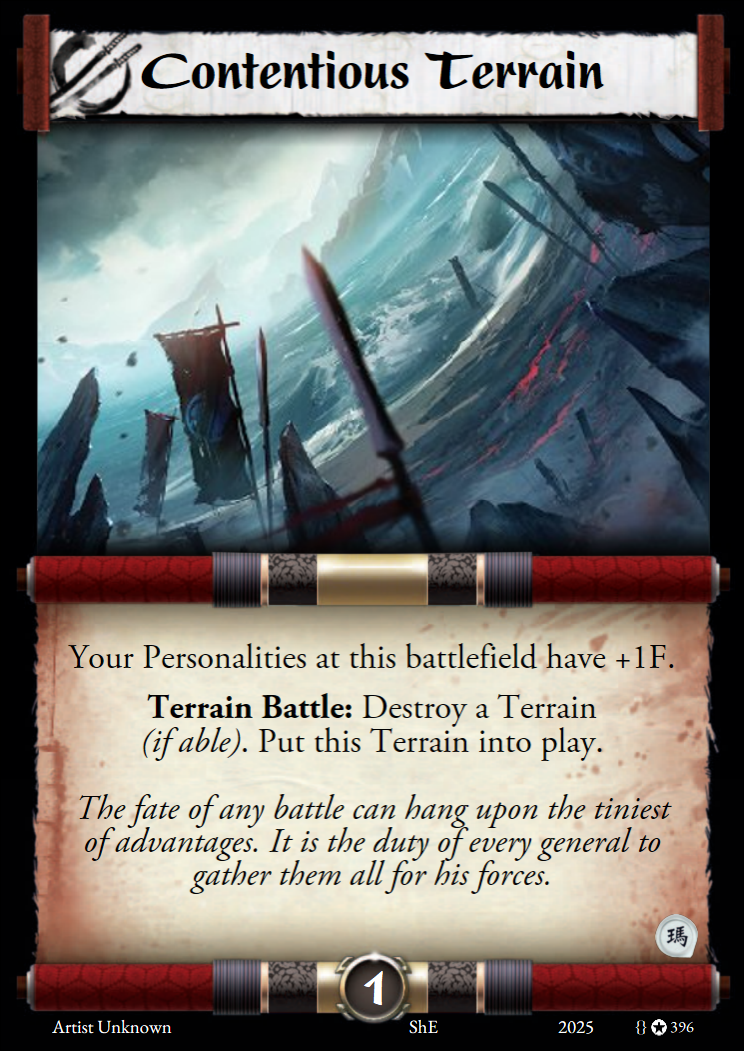 Contentious Terrain
Your Personalities at this battlefield have +1F.
Terrain Battle: Destroy a Terrain
(if able). Put this Terrain into play.
The fate of any battle can hang upon the tiniest
of advantages. It is the duty of every general to
gather them all for his forces.
瑪
1
Artist Unknown ShE 2025 {} ✪ 396